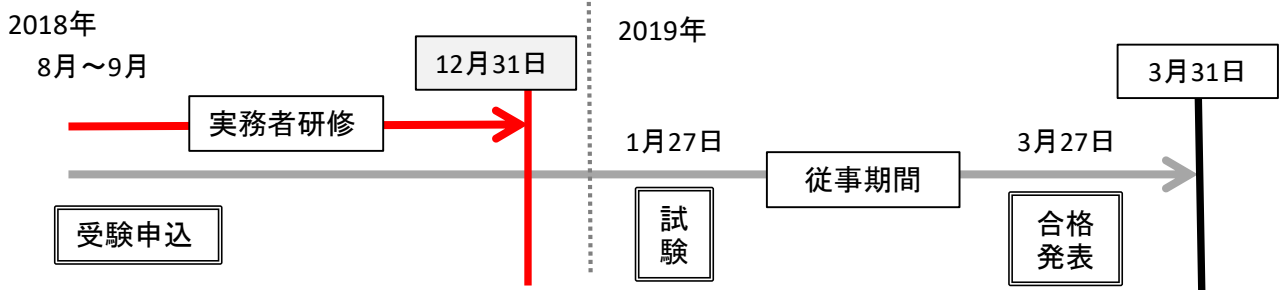 2018年
8月～9月
12月31日
2019年
3月31日
実務者研修
1月27日
3月27日
従事期間
受験申込
試
験
合格
発表